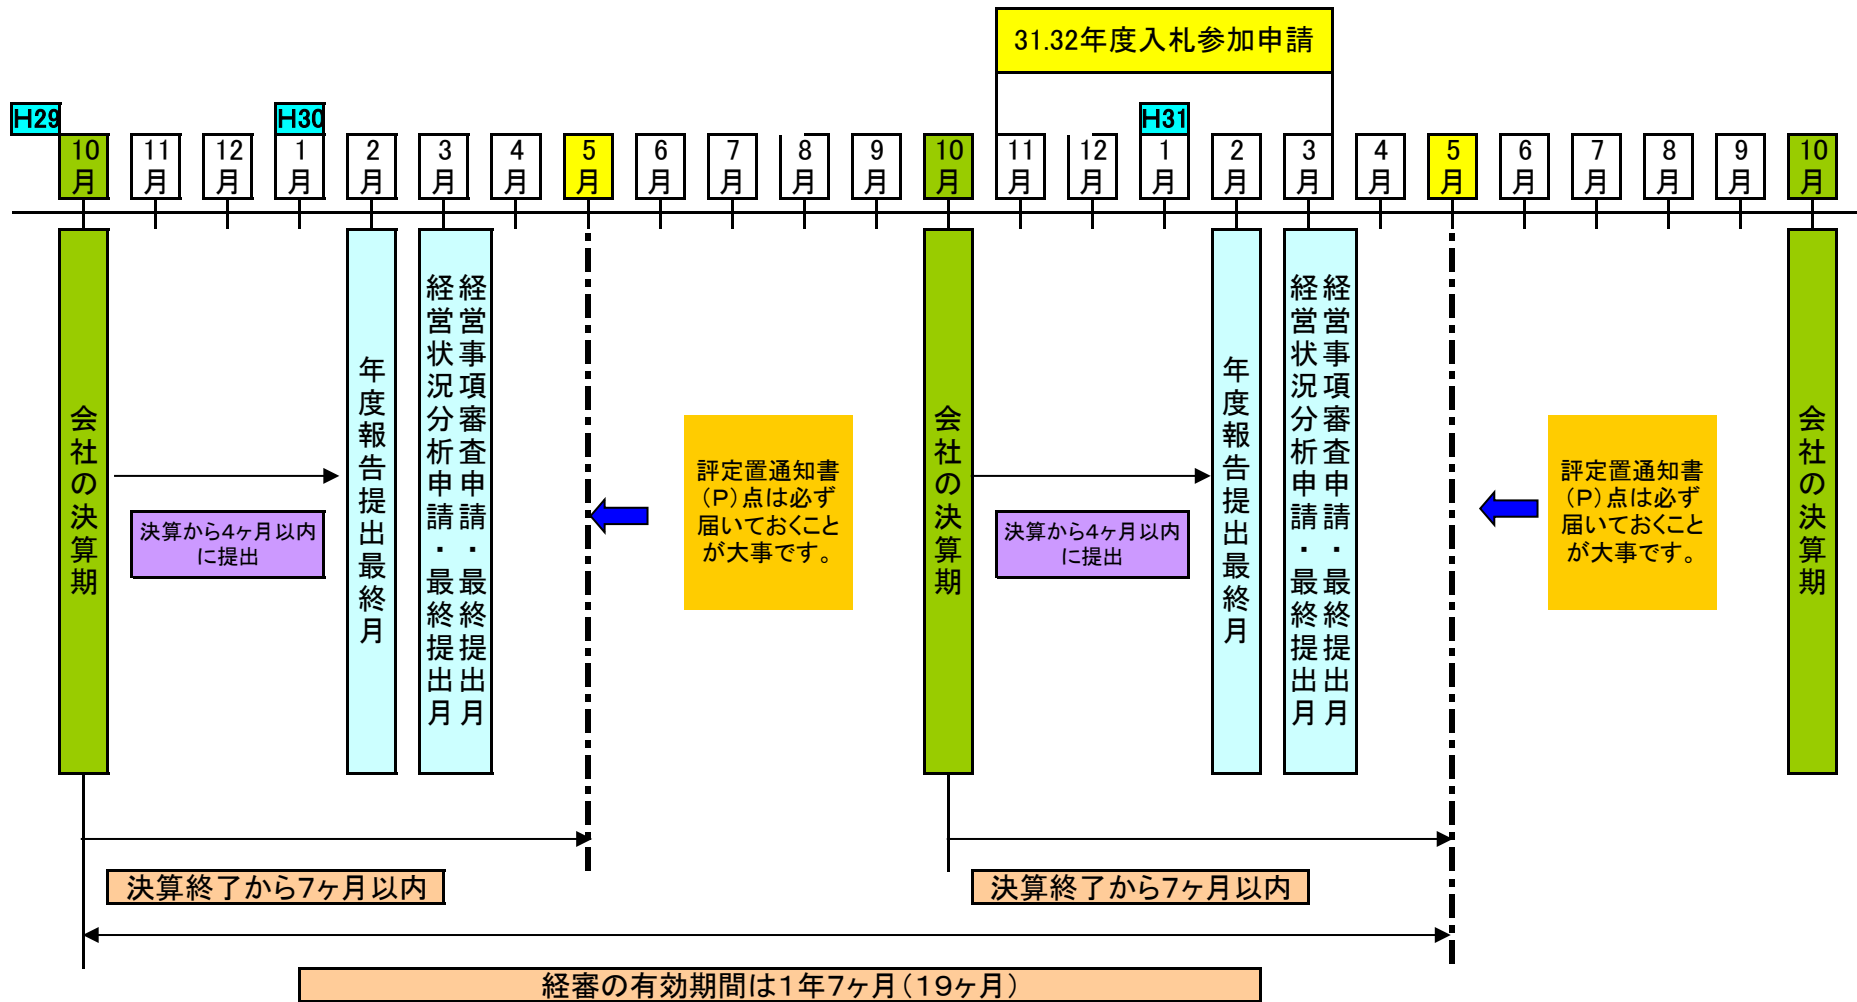 31.32年度入札参加申請
H29
H30
H31
10月
11月
12月
1月
2月
3月
4月
5月
6月
7月
8月
9月
10月
11月
12月
1月
2月
3月
4月
5月
6月
7月
8月
9月
10月
会社の決算期
決算から4ヶ月以内
に提出
年度報告提出最終月
経営事項審査申請・最終提出月
経営状況分析申請・最終提出月
評定置通知書
(P)点は必ず
届いておくこと
が大事です。
会社の決算期
決算から4ヶ月以内
に提出
年度報告提出最終月
経営事項審査申請・最終提出月
経営状況分析申請・最終提出月
評定置通知書
(P)点は必ず
届いておくこと
が大事です。
会社の決算期
決算終了から7ヶ月以内
決算終了から7ヶ月以内
経審の有効期間は1年7ヶ月(19ヶ月)